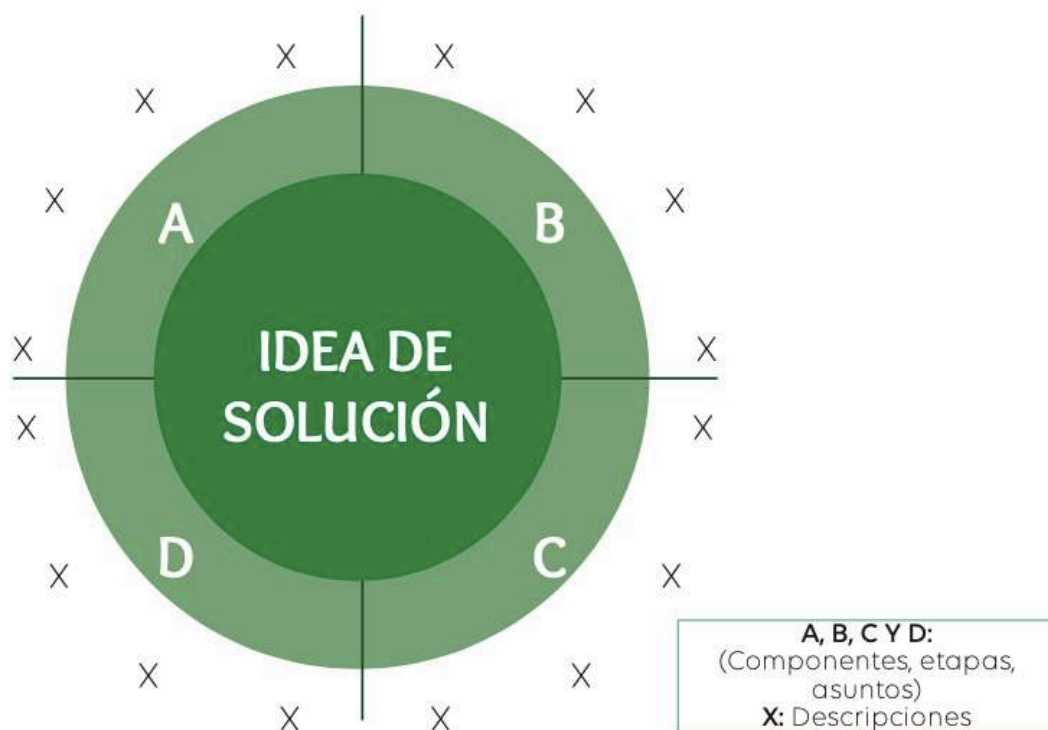 X X
X X
X X
A B
IDEA DE
SOLUCIÓN
X X
X X
D C
X X
X X
X X
A, B, C Y D:
(Componentes, etapas,
asuntos)
X: Descripciones